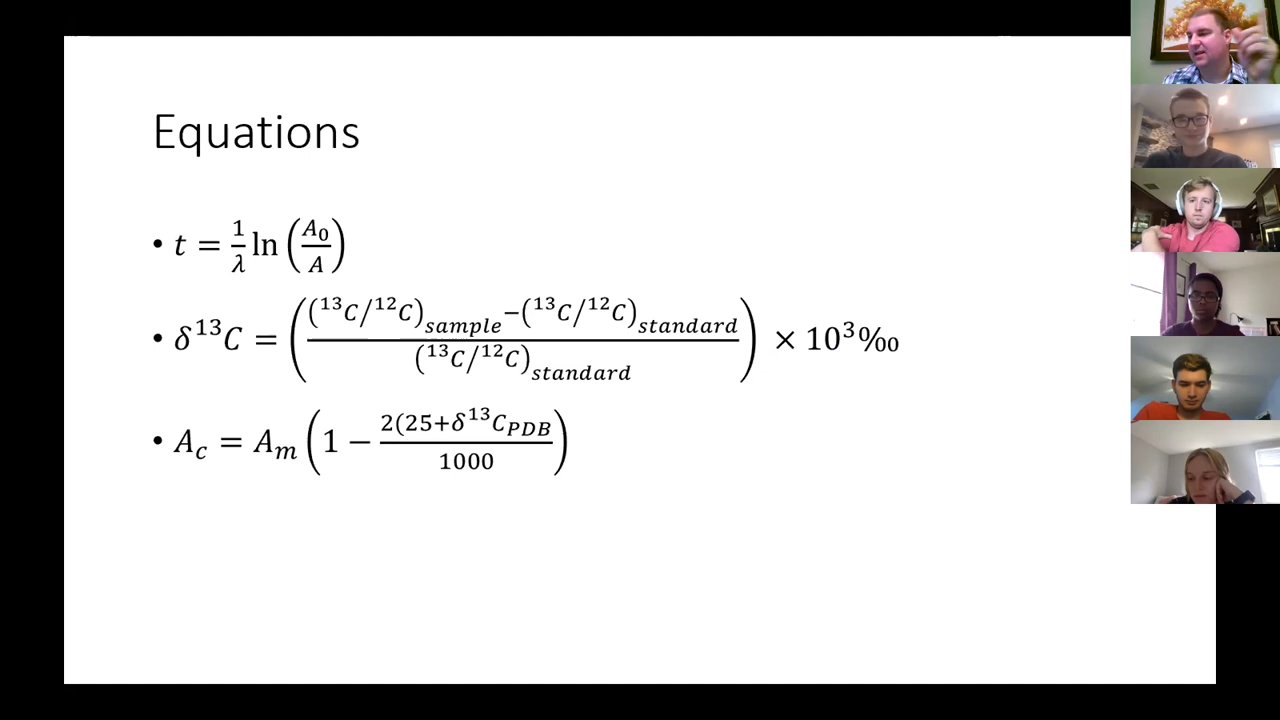 Equations
• t = 1/λ ln (A₀/A)
• δ¹³C = ((¹³C/¹²C)sample−(¹³C/¹²C)standard / (¹³C/¹²C)standard) × 10³‰
• A_c = A_m (1 − 2(25+δ¹³C_PDB / 1000)